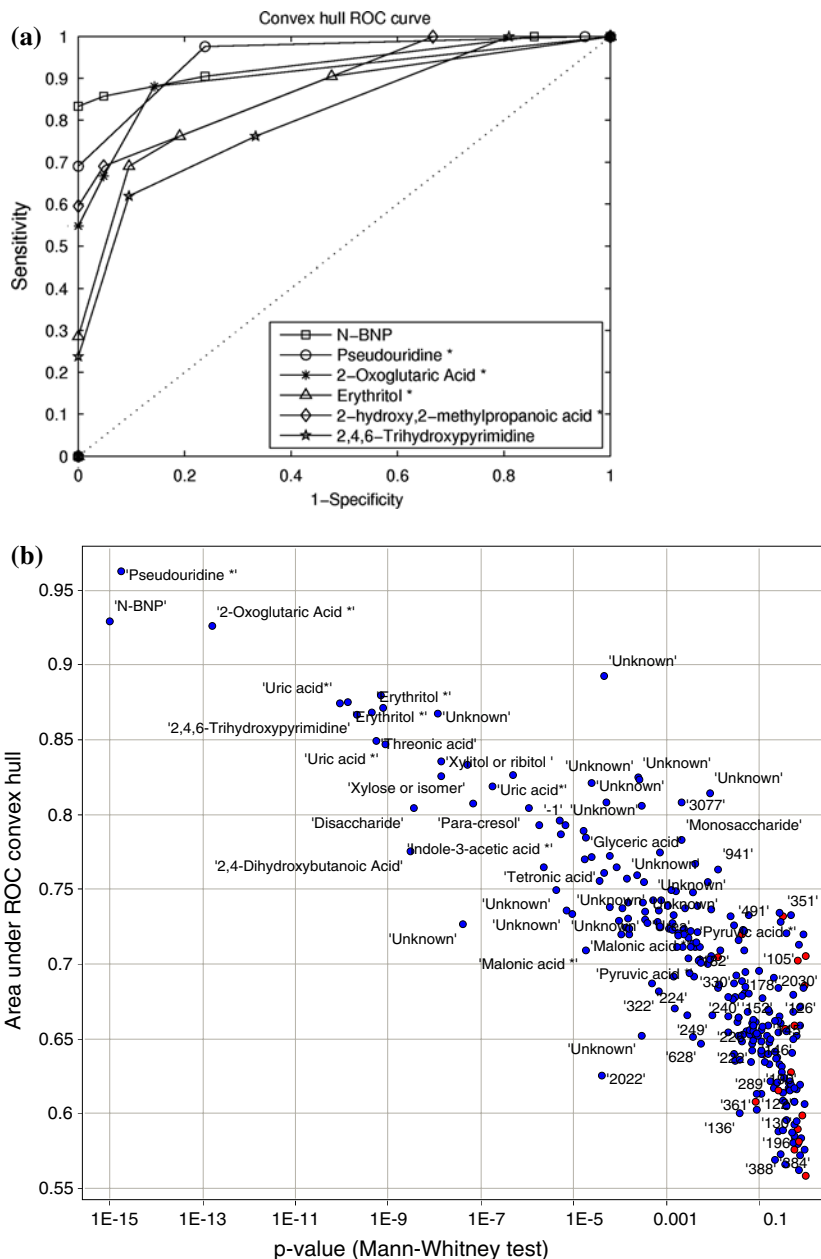 (a)
Convex hull ROC curve
1
0.9
0.8
0.7
0.6
0.5
0.4
0.3
0.2
0.1
0
Sensitivity
N−BNP
Pseudouridine *
2−Oxoglutaric Acid *
Erythritol *
2−hydroxy,2−methylpropanoic acid *
2,4,6−Trihydroxypyrimidine
0 0.2 0.4 0.6 0.8 1
1−Specificity
(b)
0.95
0.9
0.85
0.8
0.75
0.7
0.65
0.6
0.55
Area under ROC convex hull
'Pseudouridine *'
'N-BNP'
'2-Oxoglutaric Acid *'
'Unknown'
'Uric acid*'
'Erythritol *'
'2,4,6-Trihydroxypyrimidine'
'Erythritol *'
'Unknown'
'Uric acid *'
'Threonic acid'
'Xylitol or ribitol '
'Unknown'
'Unknown'
'Unknown'
'Unknown'
'Xylose or isomer'
'Uric acid*'
'Disaccharide'
'Para-cresol'
'-1'
'Unknown'
'3077'
'Monosaccharide'
'Indole-3-acetic acid *'
'Glyceric acid'
'2,4-Dihydroxybutanoic Acid'
'Tetronic acid'
'Unknown'
'941'
'Unknown'
'Unknown'
'Unknown'
'491'
'351'
'Unknown'
'Unknown'
'Unknown'
'Pyruvic acid *'
'Malonic acid *'
'Malonic acid *'
'105'
'Pyruvic acid *'
'330'
'178'
'2030'
'322'
'224'
'240'
'152'
'126'
'249'
'Unknown'
'628'
'2022'
'289'
'361'
'136'
'130'
'196'
'388'
'384'
1E-15 1E-13 1E-11 1E-9 1E-7 1E-5 0.001 0.1
p-value (Mann-Whitney test)